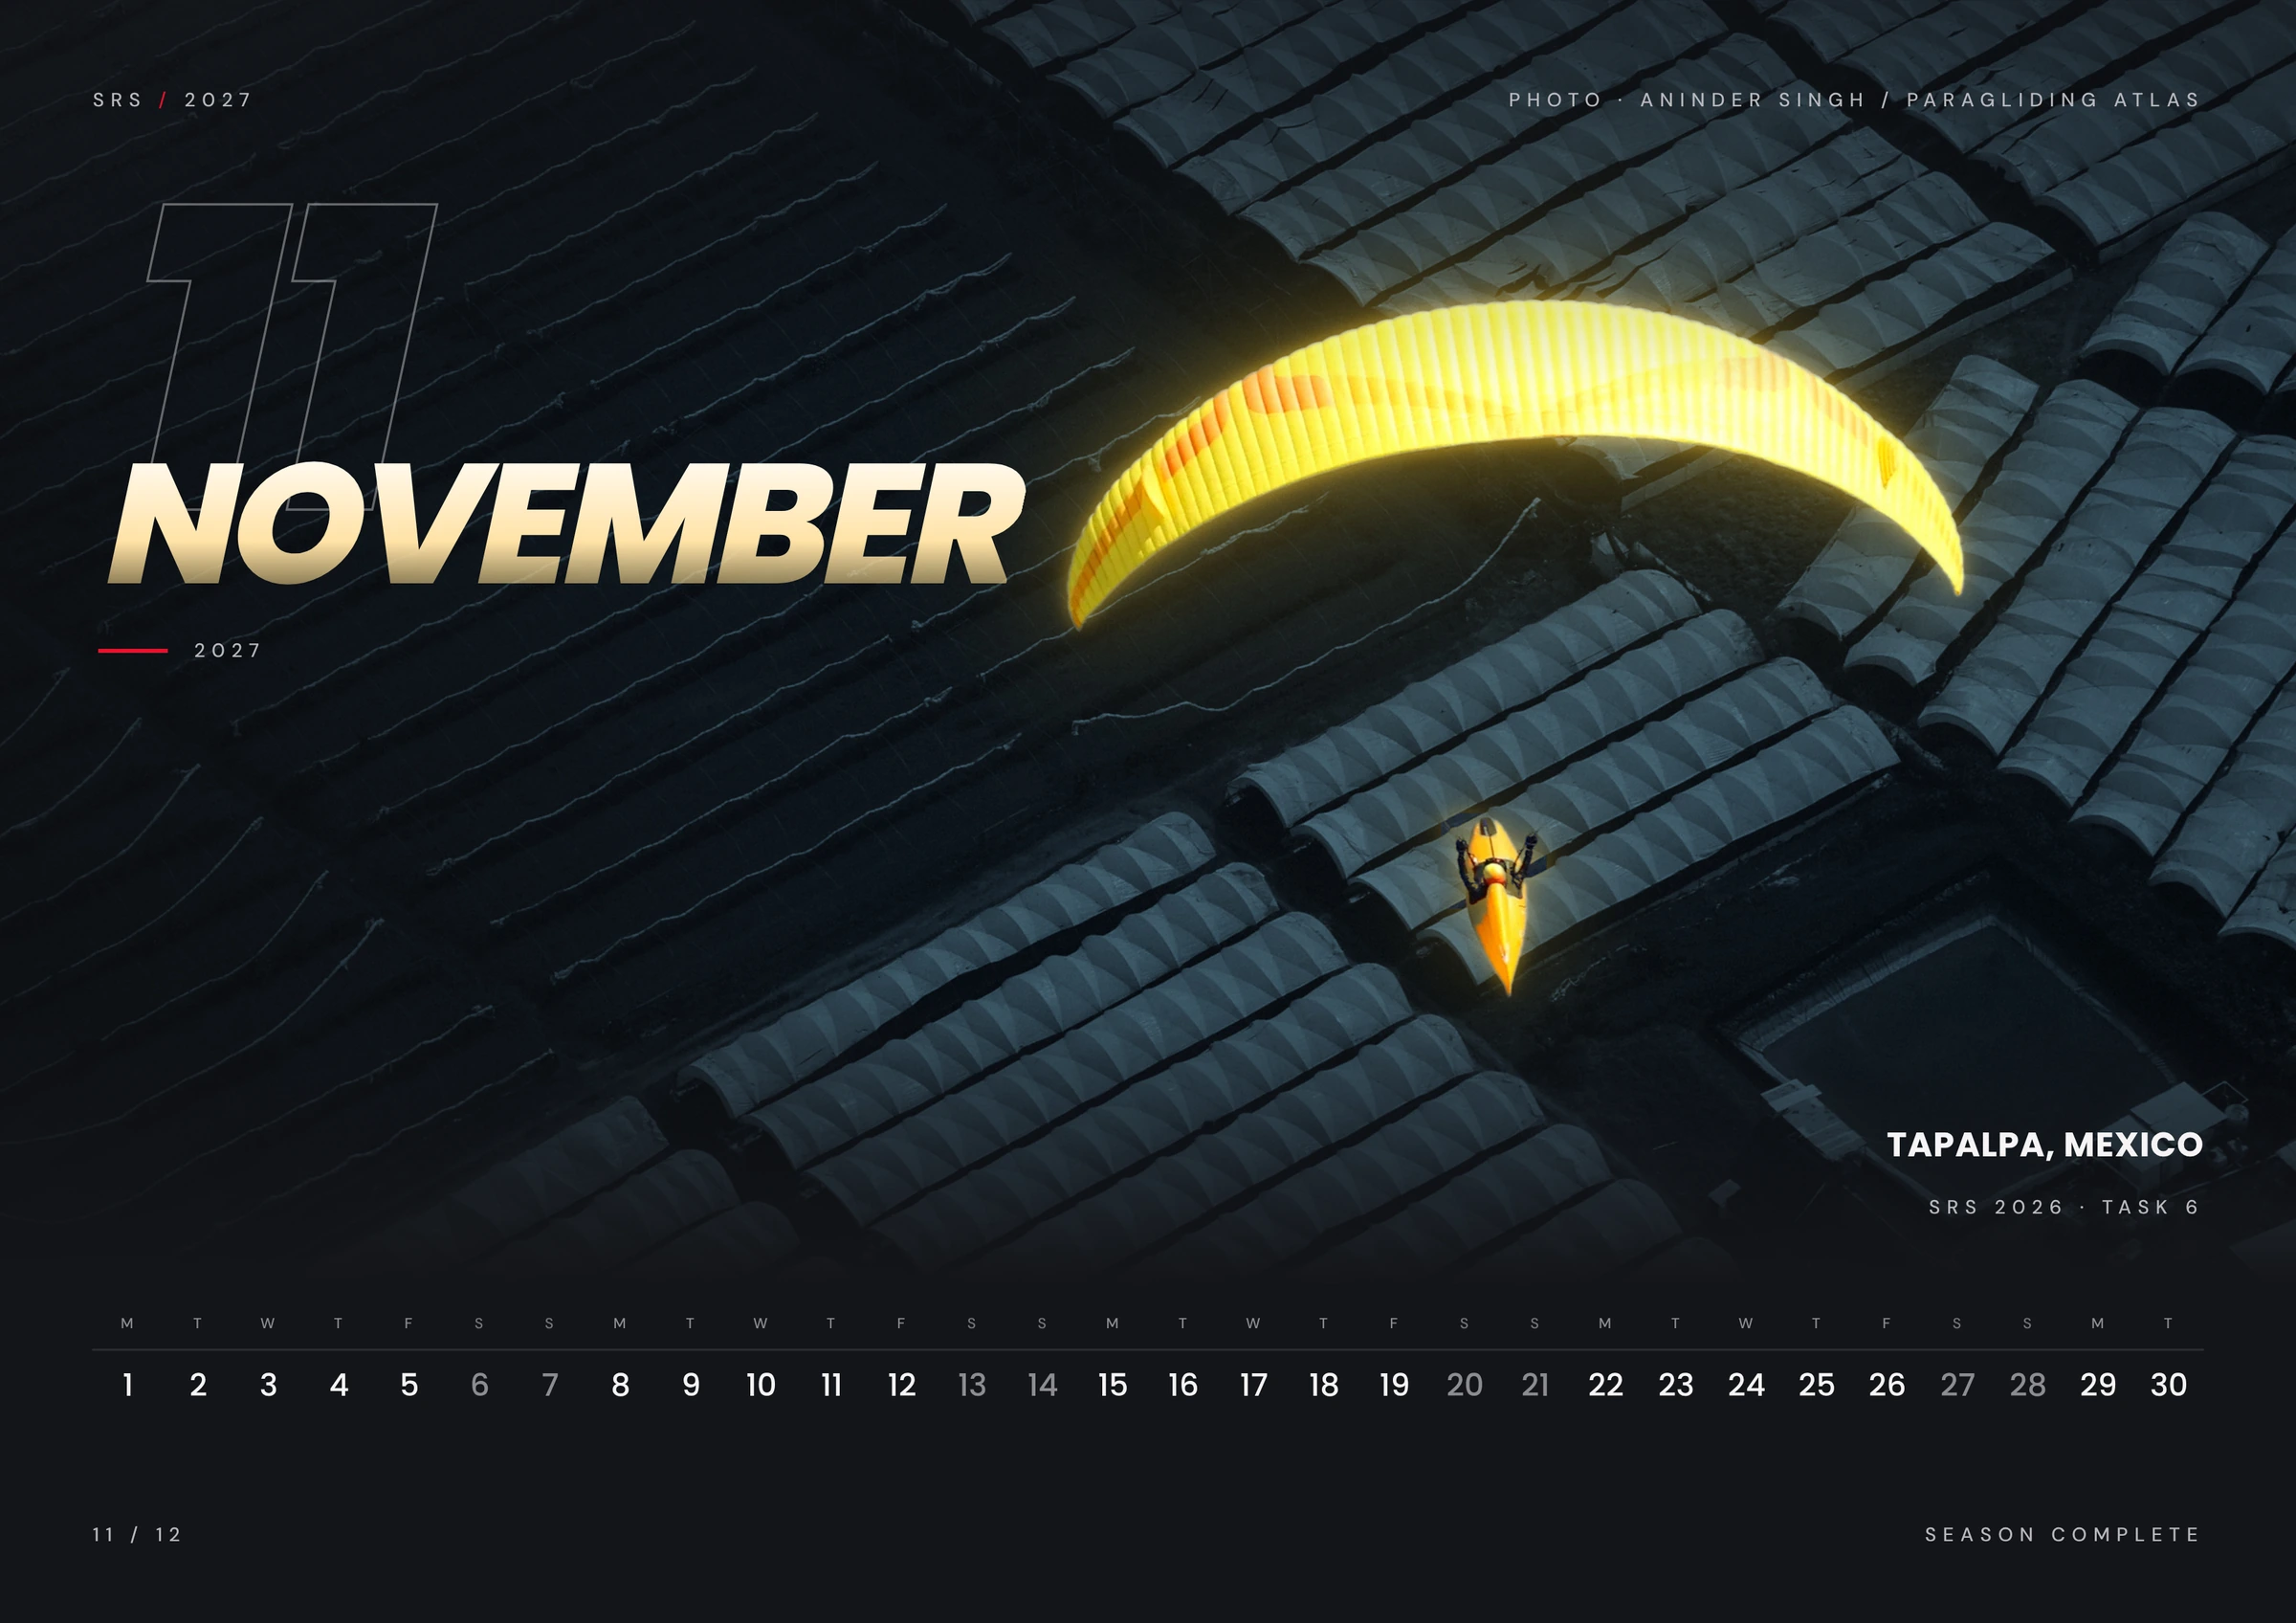 SRS / 2027
PHOTO · ANINDER SINGH / PARAGLIDING ATLAS
11
NOVEMBER
2027
TAPALPA, MEXICO
SRS 2026 · TASK 6
M T W T F S S M T W T F S S M T W T F S S M T W T F S S M T
1 2 3 4 5 6 7 8 9 10 11 12 13 14 15 16 17 18 19 20 21 22 23 24 25 26 27 28 29 30
11 / 12
SEASON COMPLETE